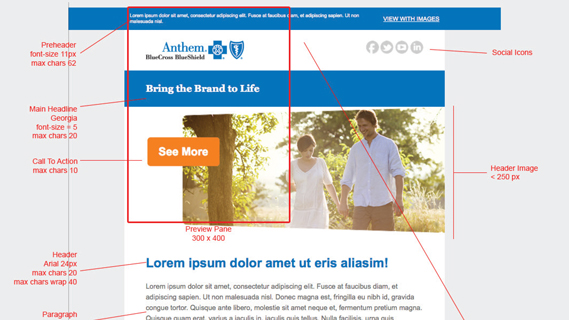 Lorem ipsum dolor sit amet, consectetur adipiscing sapien. Fusce at faucibus diam, et adipiscing sapien. Ut non
malesuada nisl.
VIEW WITH IMAGES
Preheader
font-size 11px
max chars 62
Anthem.
BlueCross BlueShield
Social Icons
Main Headline
Georgia
font-size = 5
max chars 20
Bring the Brand to Life
Call To Action
max chars 10
See More
Header Image
< 250 px
Preview Pane
300 x 400
Header
Arial 24px
max chars 20
max chars wrap 40
Lorem ipsum dolor amet ut eris aliasim!
Lorem ipsum dolor sit amet, consectetur adipiscing elit. Fusce at faucibus diam, et
adipiscing sapien. Ut non malesuada nisl. Donec magna est, fringilla eu nibh id, gravida
congue tortor. Quisque ante libero, molestie sit amet neque et, fermentum pretium magna.
Quisque quam erat, varius a iaculis in, iaculis quis tellus. Nulla facilisis, urna quis
Paragraph